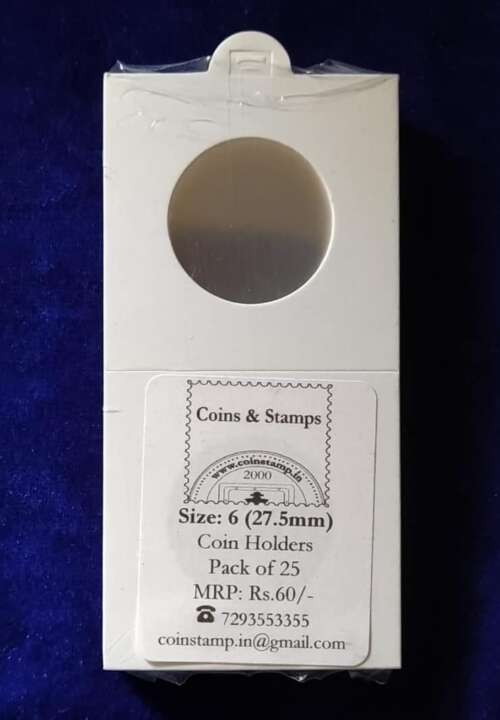 Coins & Stamps
www.coinstamp.in
2000
Size: 6 (27.5mm)
Coin Holders
Pack of 25
MRP: Rs.60/-
☎ 7293553355
coinstamp.in@gmail.com